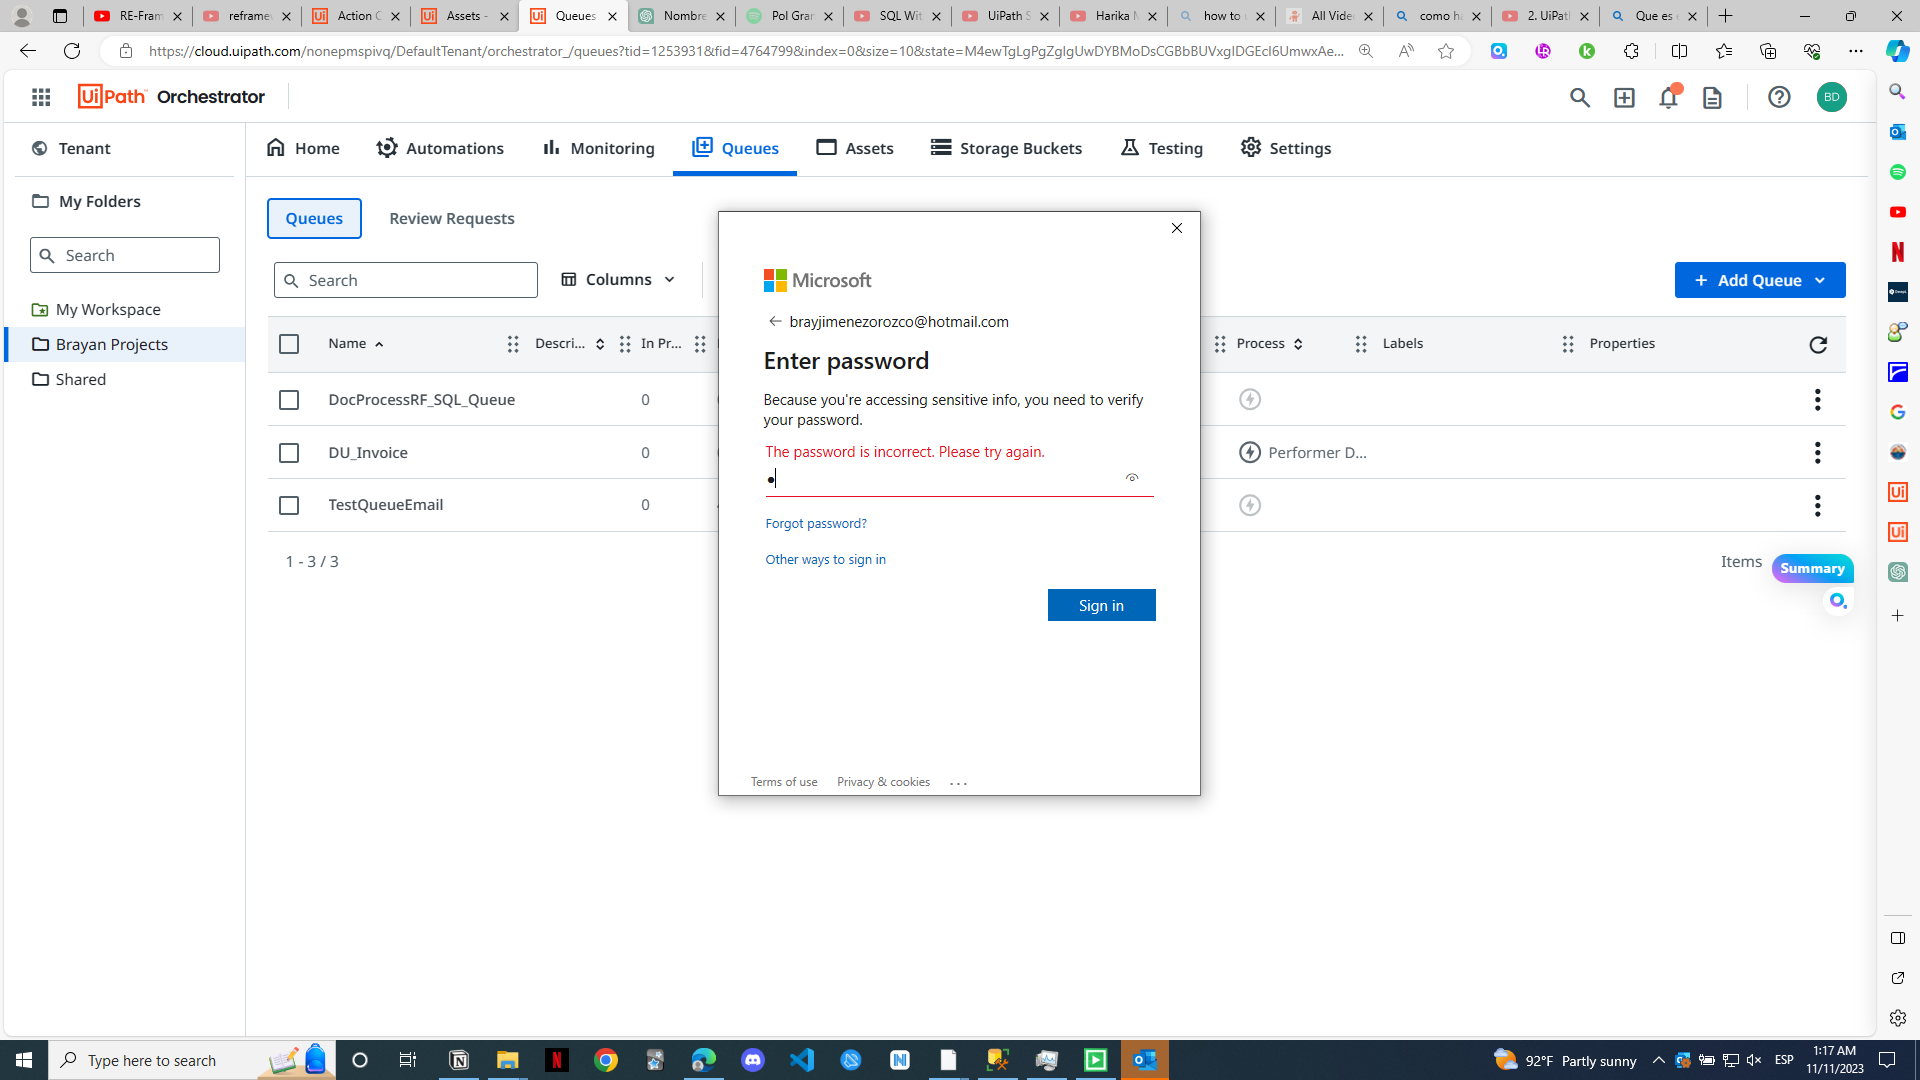 RE-Fram
reframe
Action C
Assets -
Queues
Nombre
Pol Gran
SQL Wit
UiPath S
Harika M
how to
All Vide
como ha
2. UiPat
Que es
https://cloud.uipath.com/nonepmspivq/DefaultTenant/orchestrator_/queues?tid=1253931&fid=4764799&index=0&size=10&state=M4ewTgLgPgZglgUwDYBMoDsCGBbBUVxgIDGEcI6UmwxAe...
UiPath Orchestrator
BD
Tenant
Home
Automations
Monitoring
Queues
Assets
Storage Buckets
Testing
Settings
My Folders
Search
My Workspace
Brayan Projects
Shared
Queues
Review Requests
Search
Columns
+ Add Queue
Name
Descri...
In Pr...
Process
Labels
Properties
DocProcessRF_SQL_Queue
0
DU_Invoice
0
Performer D...
TestQueueEmail
0
1 - 3 / 3
Items
Summary
Microsoft
brayjimenezorozco@hotmail.com
Enter password
Because you're accessing sensitive info, you need to verify
your password.
The password is incorrect. Please try again.
Forgot password?
Other ways to sign in
Sign in
Terms of use
Privacy & cookies
...
Type here to search
92°F Partly sunny
ESP
1:17 AM
11/11/2023